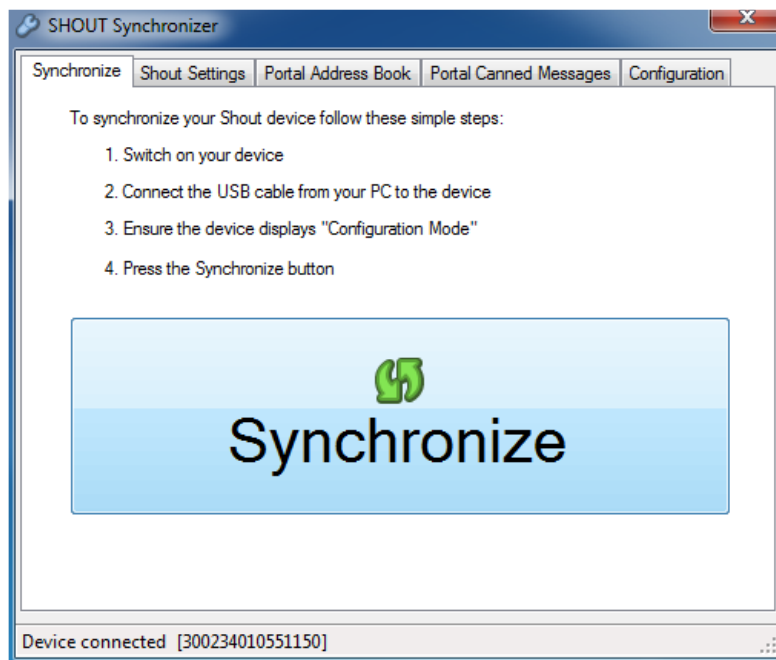 SHOUT Synchronizer
Synchronize Shout Settings Portal Address Book Portal Canned Messages Configuration
To synchronize your Shout device follow these simple steps:
1. Switch on your device
2. Connect the USB cable from your PC to the device
3. Ensure the device displays "Configuration Mode"
4. Press the Synchronize button
Synchronize
Device connected [300234010551150]